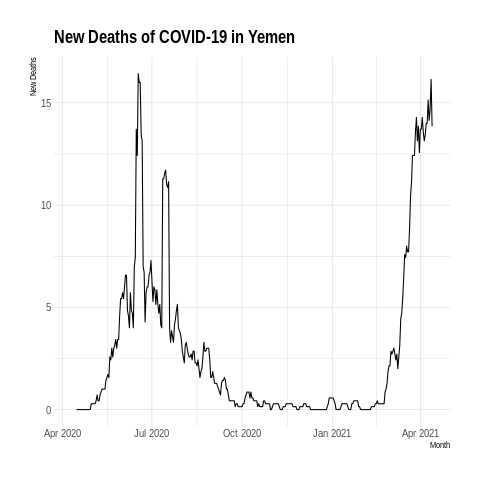 New Deaths of COVID-19 in Yemen
New Deaths
15
10
5
0
Apr 2020 Jul 2020 Oct 2020 Jan 2021 Apr 2021
Month